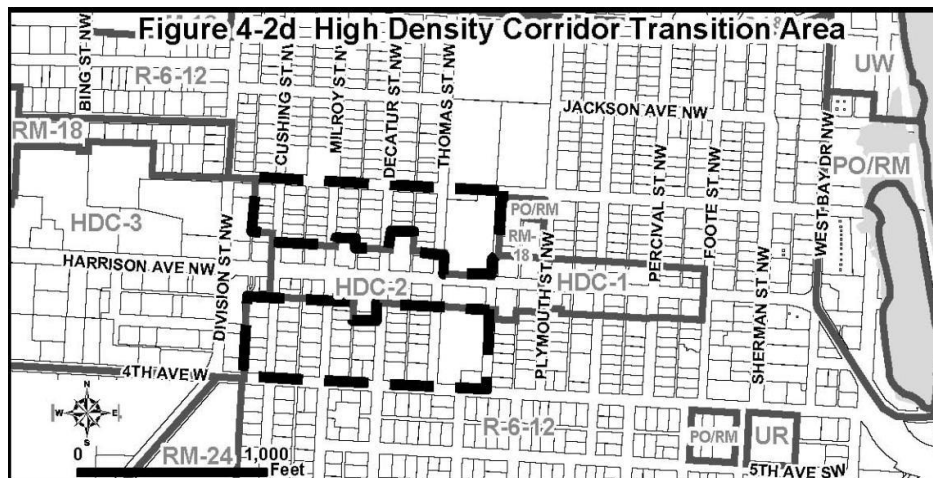 Figure 4-2d High Density Corridor Transition Area
R-6-12
UW
BING ST NW
CUSHING ST NW
MILROY ST NW
DECATUR ST NW
THOMAS ST NW
JACKSON AVE NW
RM-18
WEST BAY DR NW
PO/RM
HDC-3
PO/RM
RM-
18
PERCIVAL ST NW
FOOTE ST NW
HARRISON AVE NW
DIVISION ST NW
HDC-2
PLYMOUTH ST NW
HDC-1
SHERMAN ST NW
4TH AVE W
N
W
E
S
R-6-12
PO/RM
UR
RM-24
0
1,000
Feet
5TH AVE SW